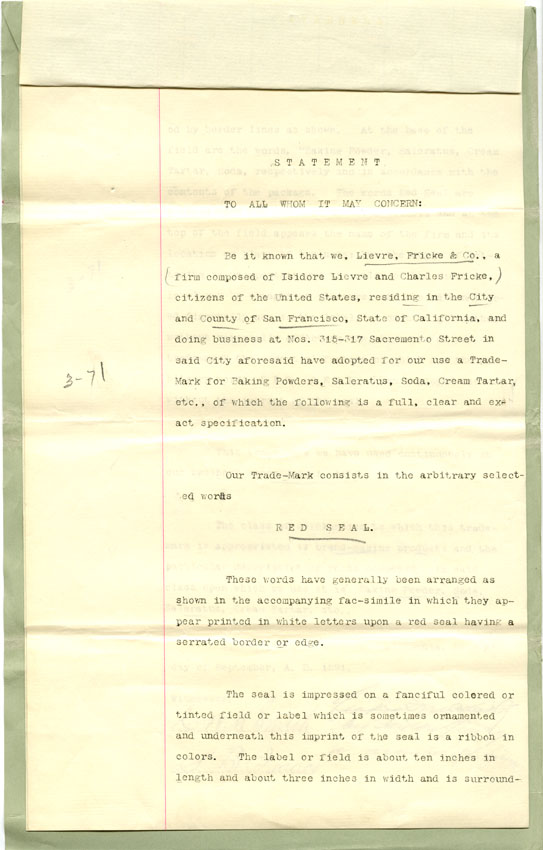 STATEMENT.
TO ALL WHOM IT MAY CONCERN:
Be it known that we, Lievre, Fricke & Co., a
(firm composed of Isidore Lievre and Charles Fricke,)
citizens of the United States, residing in the City
and County of San Francisco, State of California, and
doing business at Nos. 315-317 Sacramento Street in
said City aforesaid have adopted for our use a Trade-
3-71
Mark for Baking Powders, Saleratus, Soda, Cream Tartar,
etc., of which the following is a full, clear and ex-
act specification.
Our Trade-Mark consists in the arbitrary select-
ed words
RED SEAL.
These words have generally been arranged as
shown in the accompanying fac-simile in which they ap-
pear printed in white letters upon a red seal having a
serrated border or edge.
The seal is impressed on a fanciful colored or
tinted field or label which is sometimes ornamented
and underneath this imprint of the seal is a ribbon in
colors. The label or field is about ten inches in
length and about three inches in width and is surround-